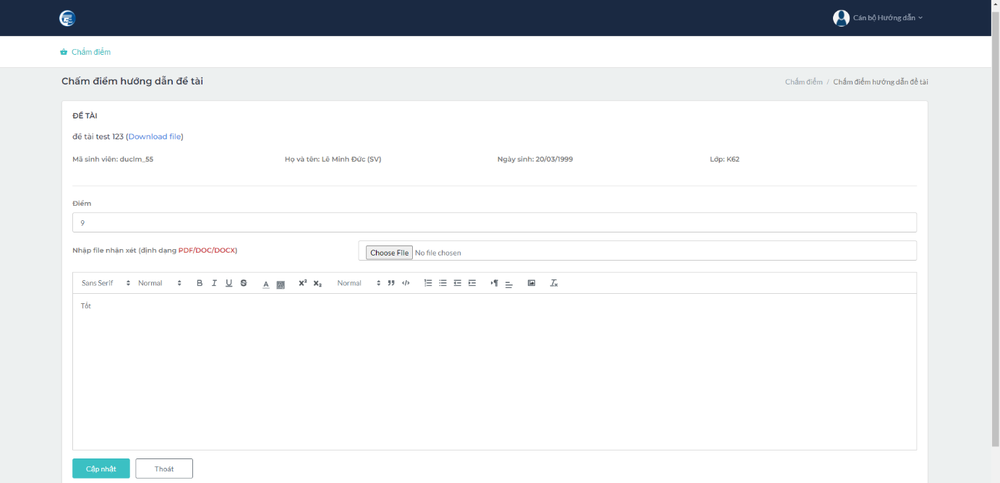 Cán bộ Hướng dẫn
Chấm điểm
Chấm điểm hướng dẫn đề tài
Chấm điểm / Chấm điểm hướng dẫn đề tài
ĐỀ TÀI
đề tài test 123 (Download file)
Mã sinh viên: duclm_55 Họ và tên: Lê Minh Đức (SV) Ngày sinh: 20/03/1999 Lớp: K62
Điểm
9
Nhập file nhận xét (định dạng PDF/DOC/DOCX) Choose File No file chosen
Sans Serif Normal B I U S A A X² X₂ Normal
Tốt
Cập nhật Thoát